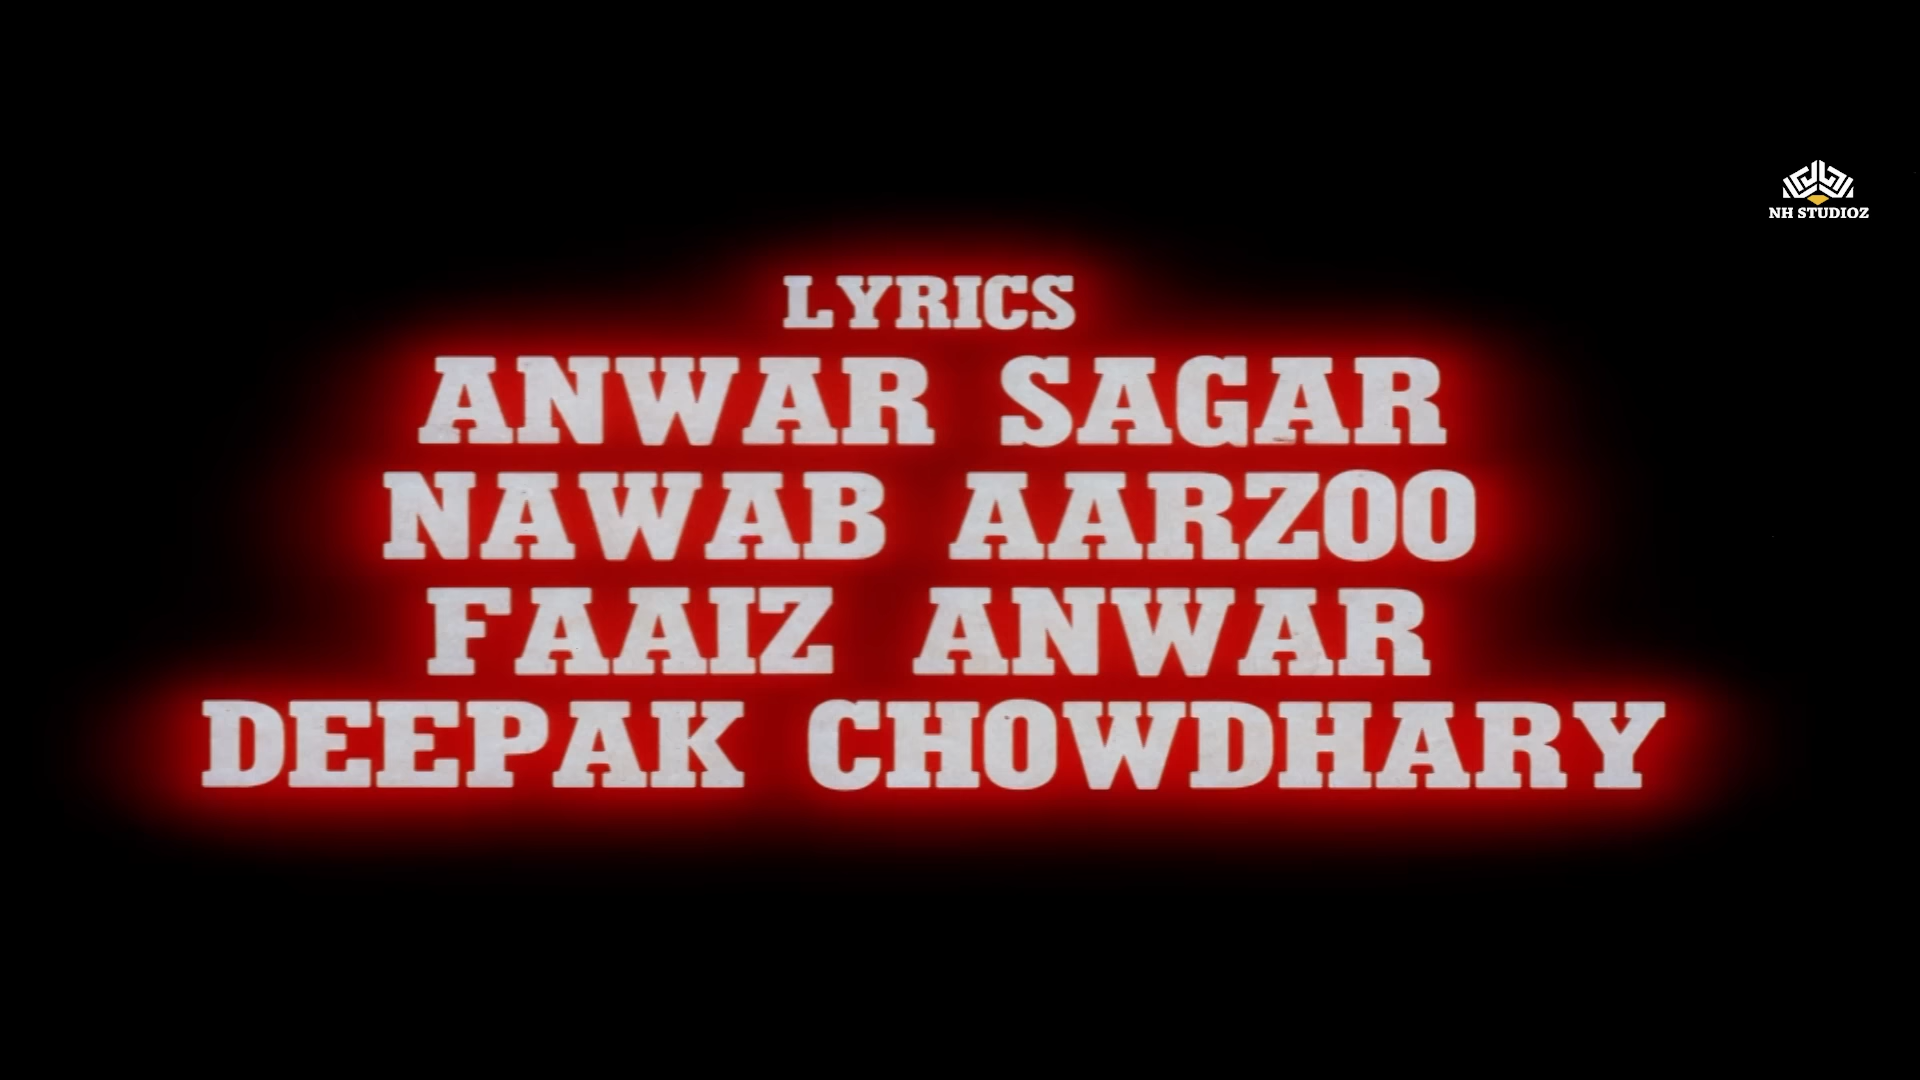 NH STUDIOZ
LYRICS
ANWAR SAGAR
NAWAB AARZOO
FAAIZ ANWAR
DEEPAK CHOWDHARY